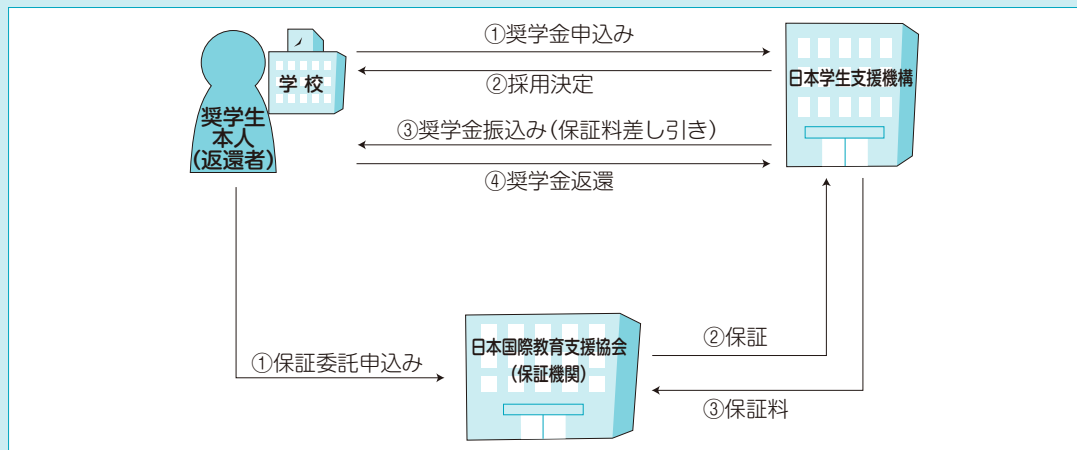 ①奨学金申込み
学校
日本学生支援機構
②採用決定
奨学生
本人
(返還者)
③奨学金振込み(保証料差し引き)
④奨学金返還
日本国際教育支援協会
(保証機関)
①保証委託申込み
②保証
③保証料